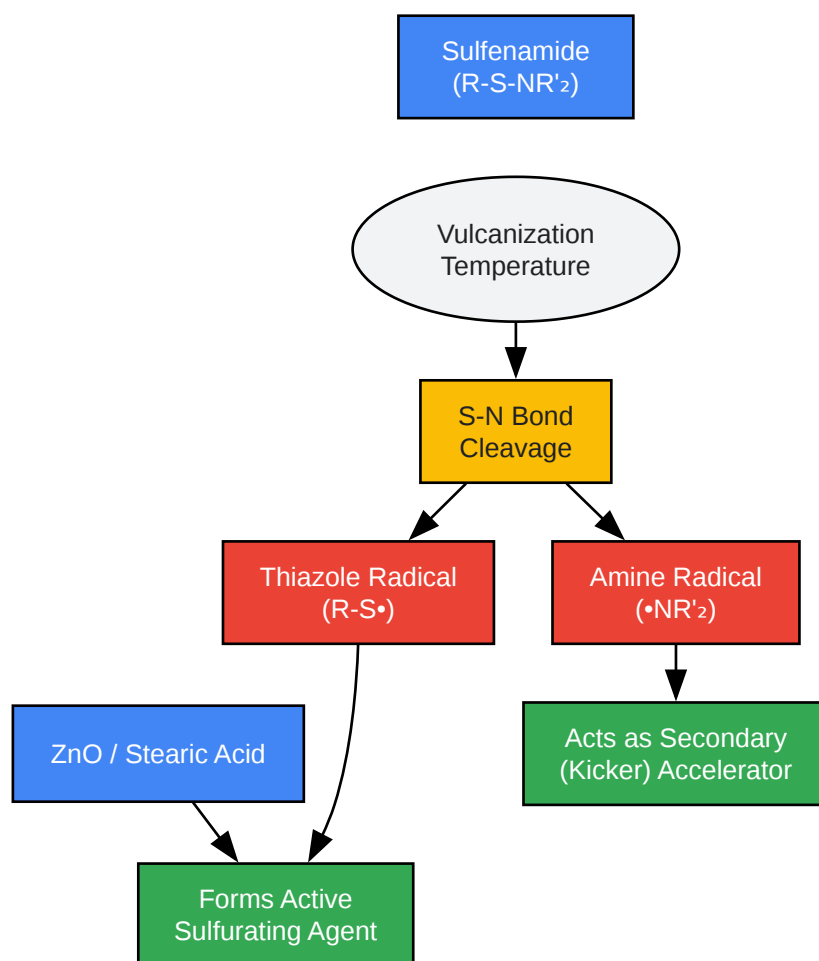 Sulfenamide
(R-S-NR'₂)
Vulcanization
Temperature
S-N Bond
Cleavage
Thiazole Radical
(R-S•)
Amine Radical
(•NR'₂)
ZnO / Stearic Acid
Acts as Secondary
(Kicker) Accelerator
Forms Active
Sulfurating Agent